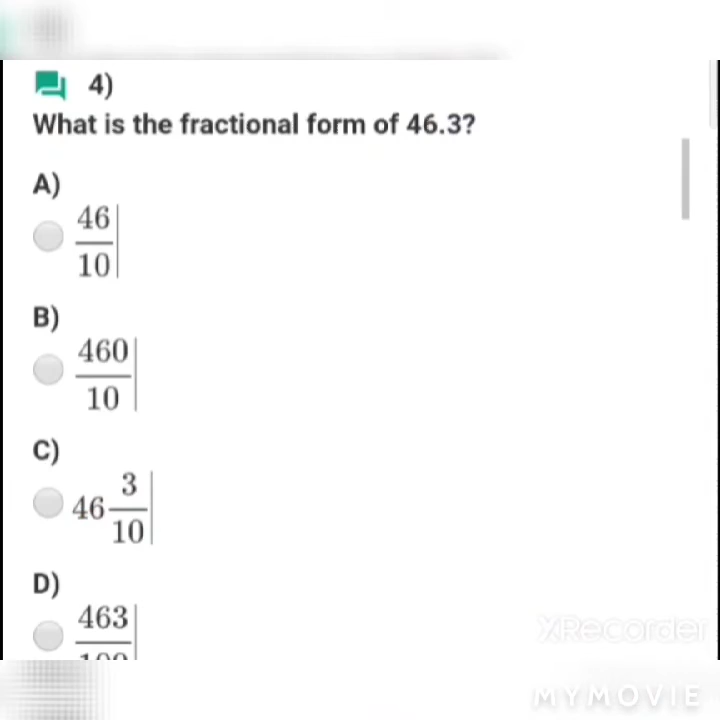 4)
What is the fractional form of 46.3?
A)
46
10
B)
460
10
C)
46 3
10
D)
463
XRecorder
MYMOVIE